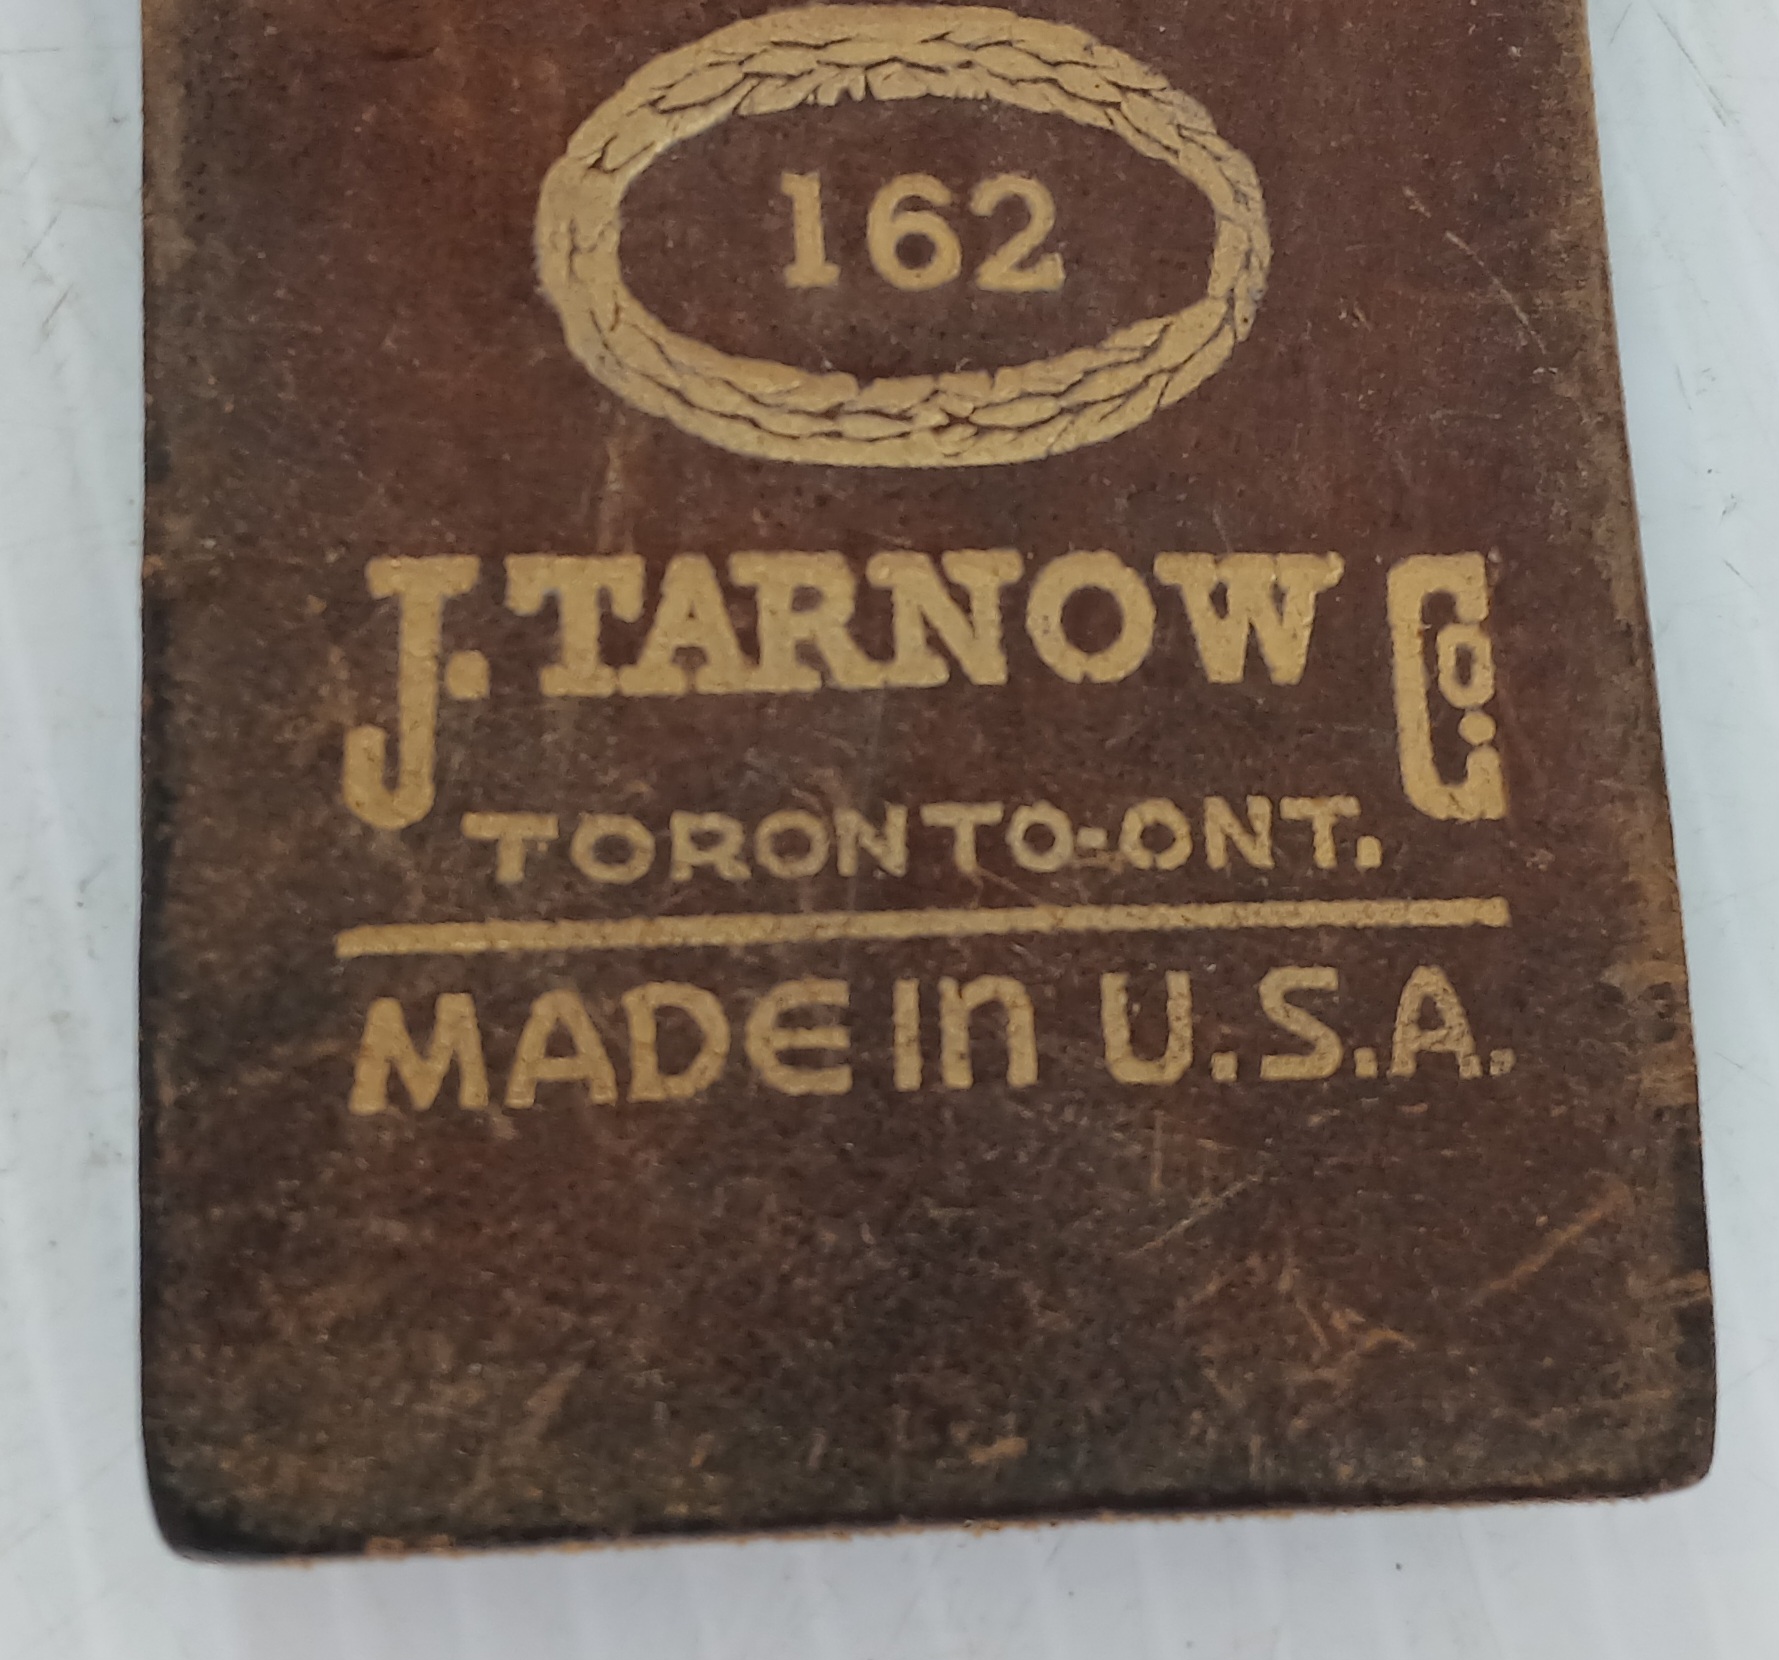 162
J. TARNOW Co.
TORONTO-ONT.
MADE IN U.S.A.